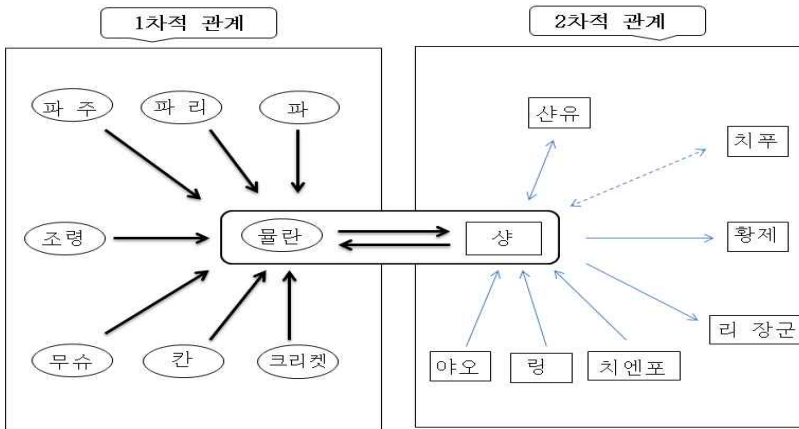 1차적 관계
2차적 관계
파 주
파 리
파
샨유
치푸
조령
뮬란
샹
황제
리 장군
무슈
칸
크리켓
야오
링
치엔포